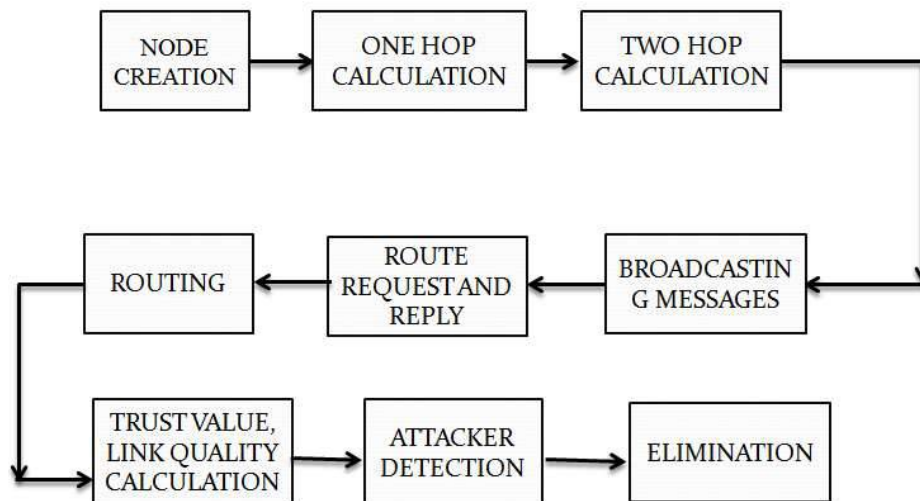 NODE
CREATION
ONE HOP
CALCULATION
TWO HOP
CALCULATION
BROADCASTIN
G MESSAGES
ROUTE
REQUEST AND
REPLY
ROUTING
TRUST VALUE,
LINK QUALITY
CALCULATION
ATTACKER
DETECTION
ELIMINATION